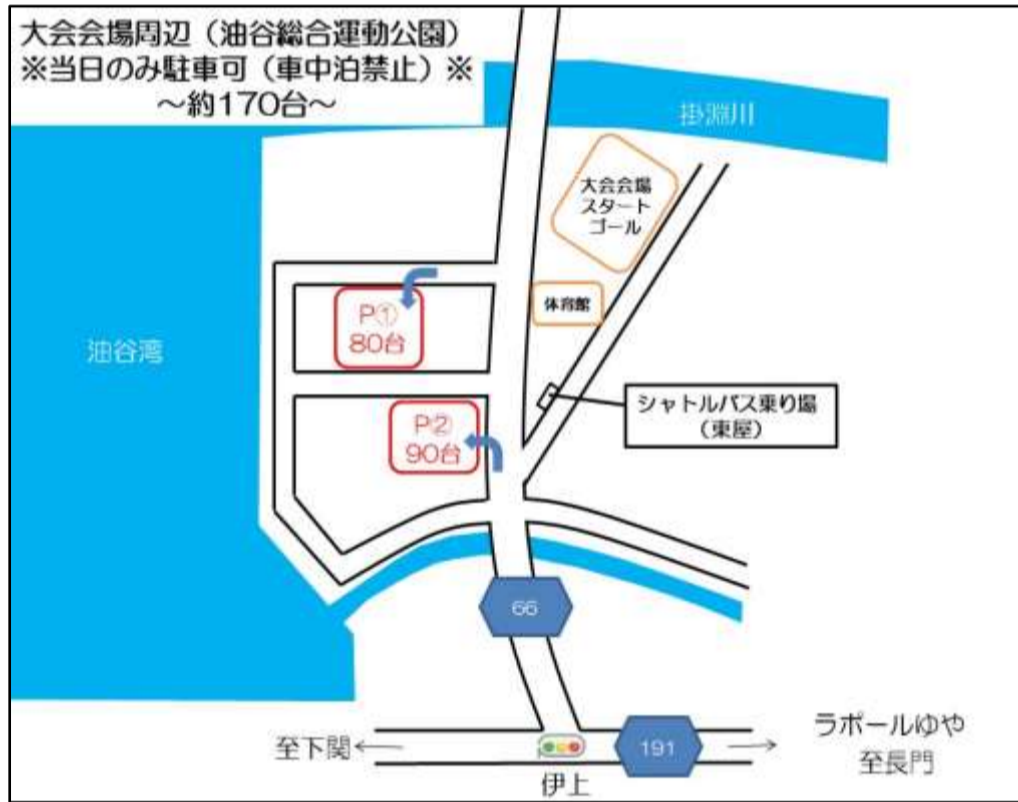 大会会場周辺（油谷総合運動公園）
※当日のみ駐車可（車中泊禁止）※
～約170台～
掛淵川
大会会場
スタート
ゴール
体育館
P①
80台
油谷湾
シャトルバス乗り場
（東屋）
P②
90台
66
191
至下関
伊上
ラポールゆや
至長門